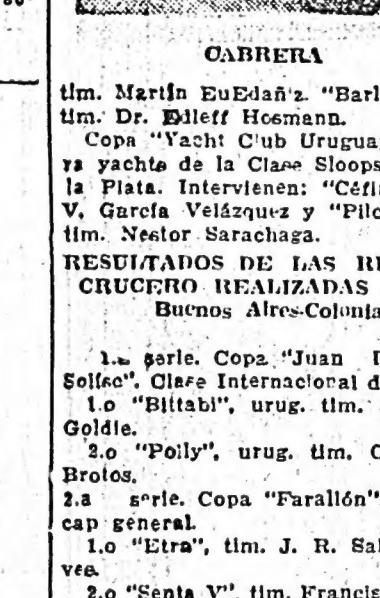 CABRERA
tim. Martín EuEdañ'z. "Barl
tim. Dr. Edleff Hosmann.
Copa "Yacht C'ub Urugua
ya yachts de la Clase Sloops
la Plata. Intervienen: "Céfi
V. García Velázquez y "Pilo
tim. Nestor Sarachaga.
RESULTADOS DE LAS RE
CRUCERO REALIZADAS
Buenos Aires-Colonia
1.a serie. Copa "Juan D
Solísc". Clase Internacional d
1.o "Bittabi", urug. tim.
Goldie.
2.o "Polly", urug. tim. C
Brotos.
2.a serie. Copa "Farallón"
cap general.
1.o "Etra", tim. J. R. Sal
vee.
2.o "Senta V", tim. Francis